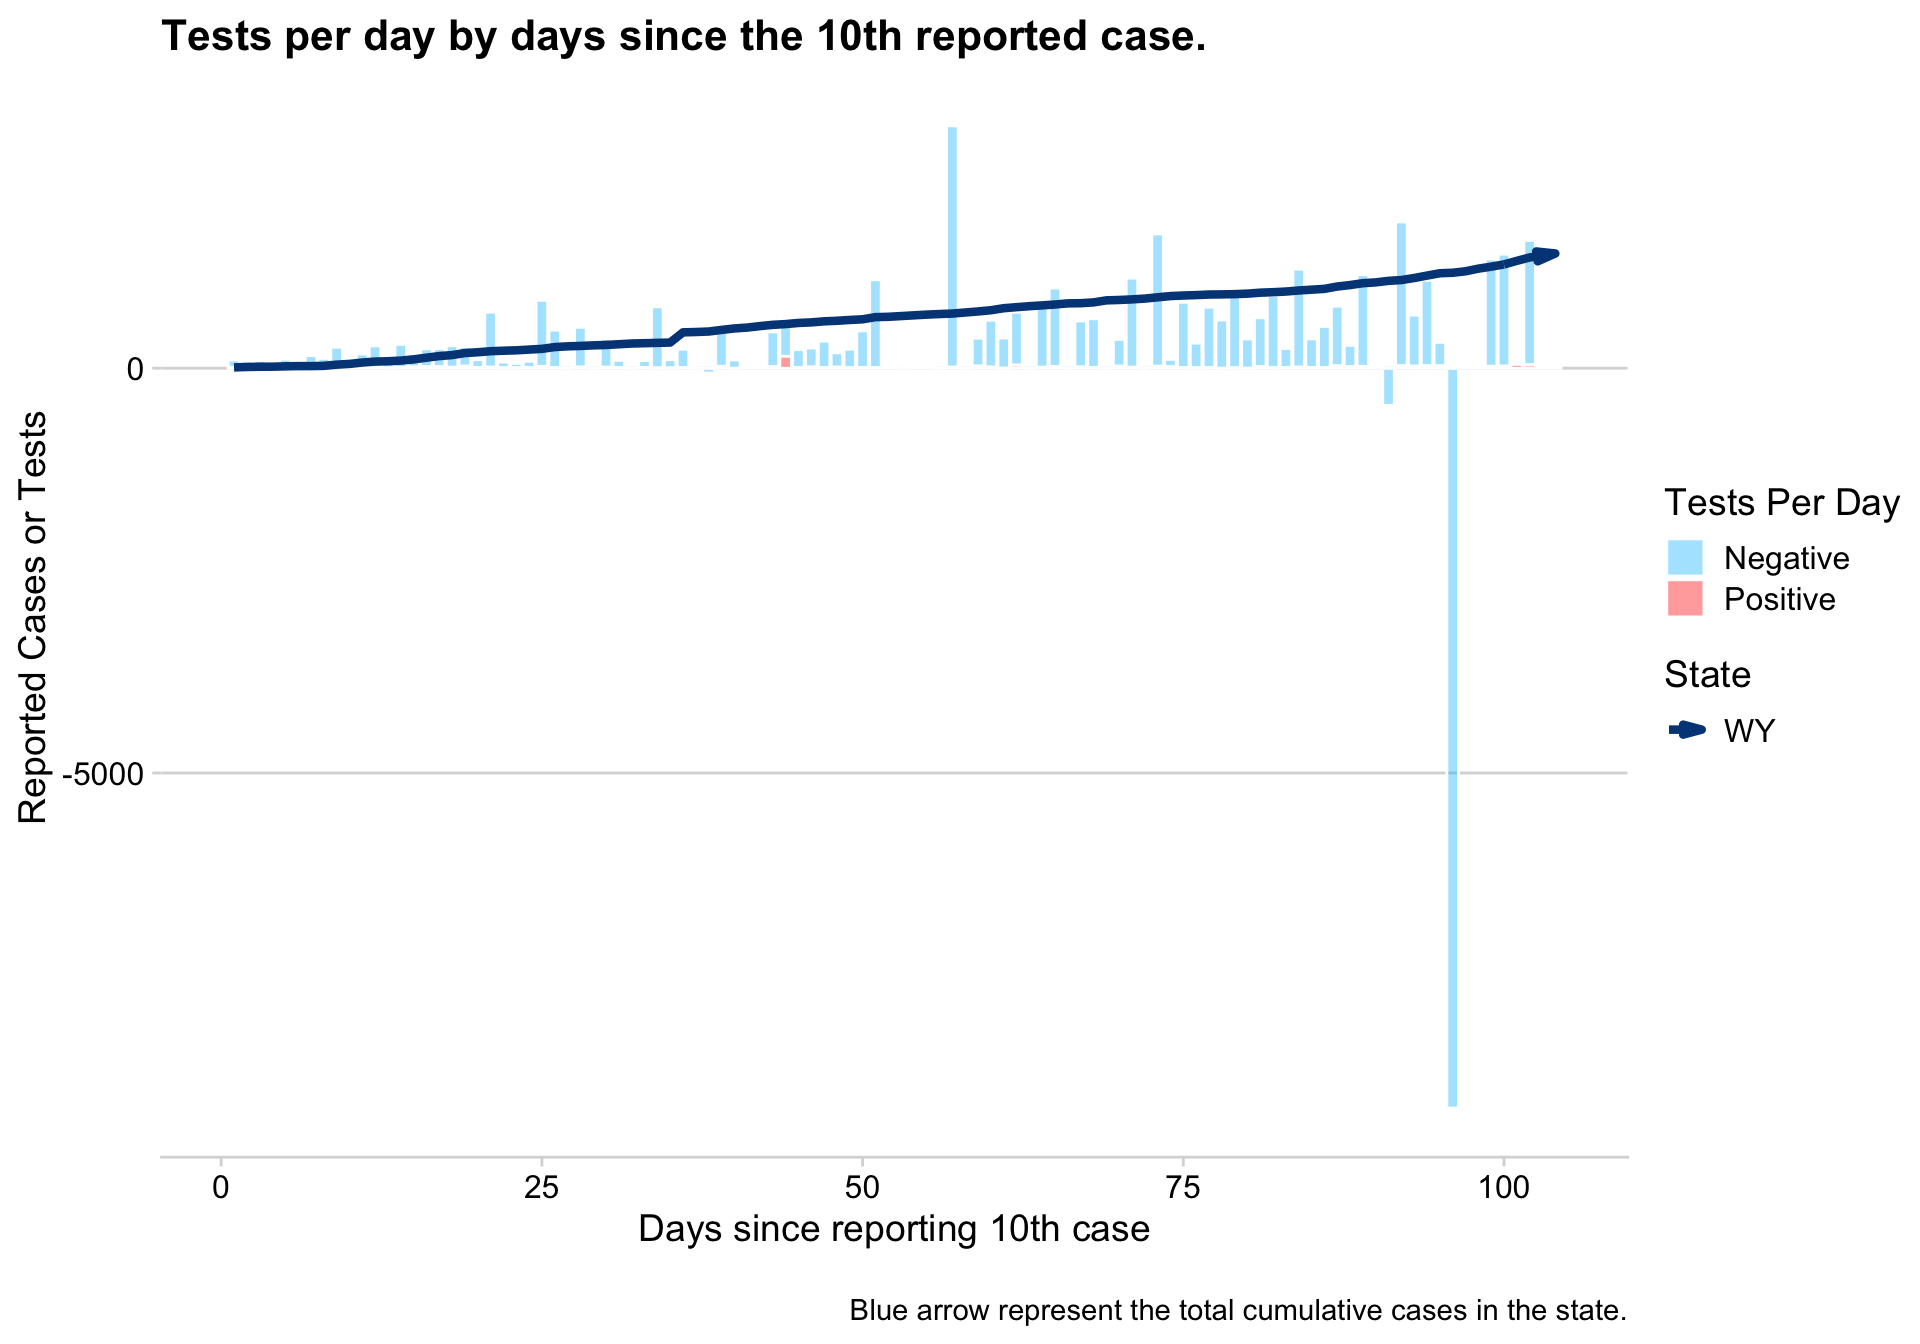 Tests per day by days since the 10th reported case.
0
-5000
Reported Cases or Tests
0 25 50 75 100
Days since reporting 10th case
Tests Per Day
Negative
Positive
State
WY
Blue arrow represent the total cumulative cases in the state.